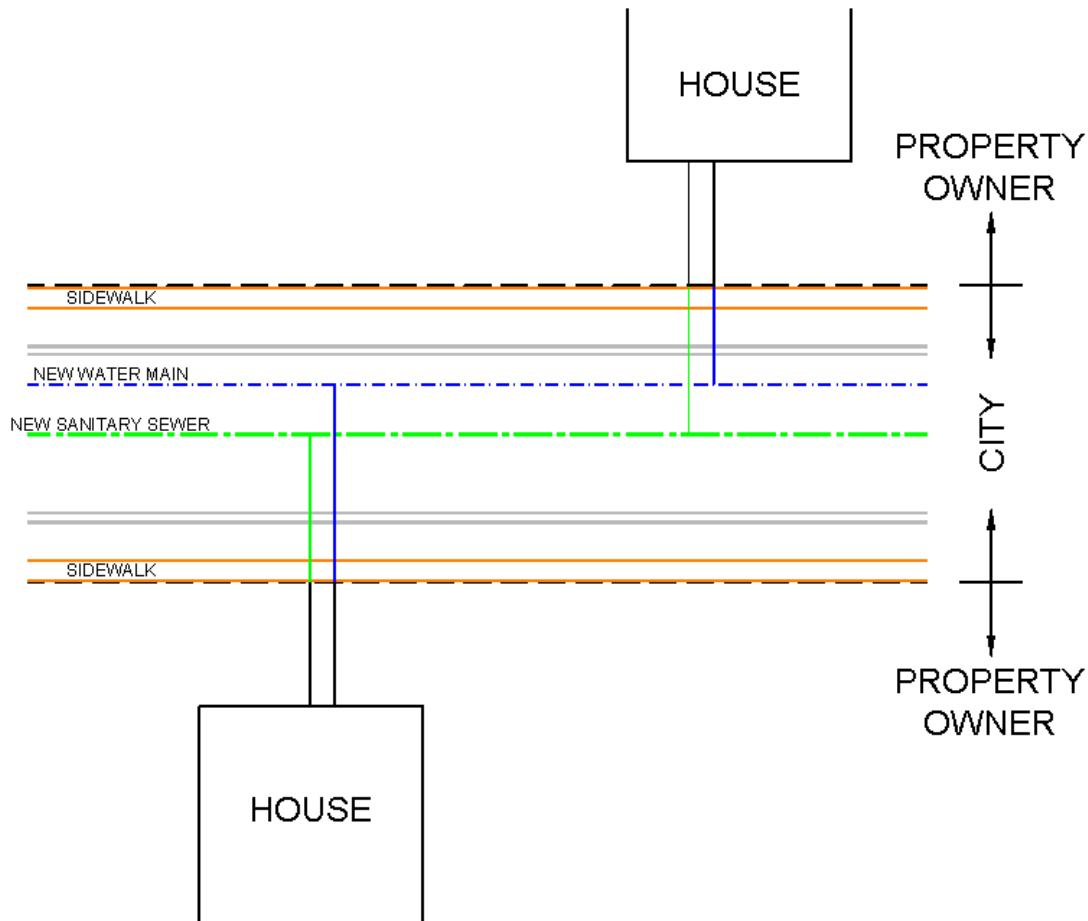 HOUSE
PROPERTY
OWNER
SIDEWALK
NEW WATER MAIN
NEW SANITARY SEWER
CITY
SIDEWALK
PROPERTY
OWNER
HOUSE